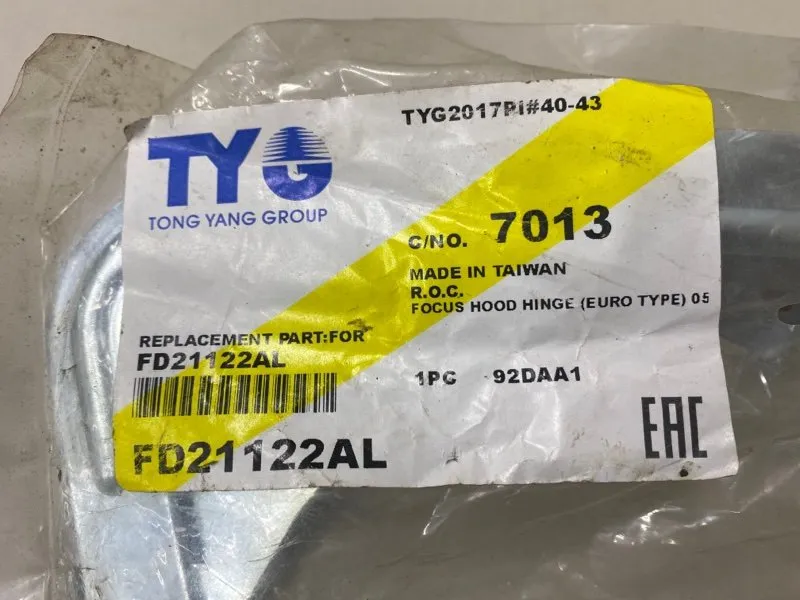 TYG2017PI#40-43
TYG
TONG YANG GROUP
C/NO. 7013
MADE IN TAIWAN
R.O.C.
FOCUS HOOD HINGE (EURO TYPE) 05
REPLACEMENT PART:FOR
FD21122AL
1PC 92DAA1
FD21122AL
EAC